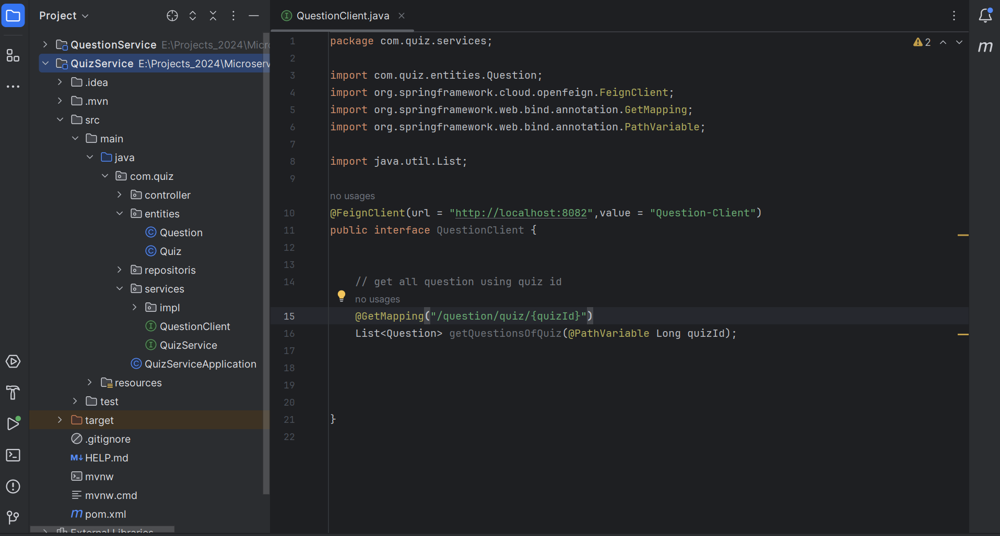 Project
QuestionService E:\Projects_2024\Micro
QuizService E:\Projects_2024\Microserv
.idea
.mvn
src
main
java
com.quiz
controller
entities
Question
Quiz
repositoris
services
impl
QuestionClient
QuizService
QuizServiceApplication
resources
test
target
.gitignore
M↓ HELP.md
mvnw
mvnw.cmd
m pom.xml
External Libraries
QuestionClient.java
2
m
1 package com.quiz.services;
2
3 import com.quiz.entities.Question;
4 import org.springframework.cloud.openfeign.FeignClient;
5 import org.springframework.web.bind.annotation.GetMapping;
6 import org.springframework.web.bind.annotation.PathVariable;
7
8 import java.util.List;
9
no usages
10 @FeignClient(url = "http://localhost:8082",value = "Question-Client")
11 public interface QuestionClient {
12
13
14 // get all question using quiz id
no usages
15 @GetMapping("/question/quiz/{quizId}")
16 List<Question> getQuestionsOfQuiz(@PathVariable Long quizId);
17
18
19
20
21 }
22